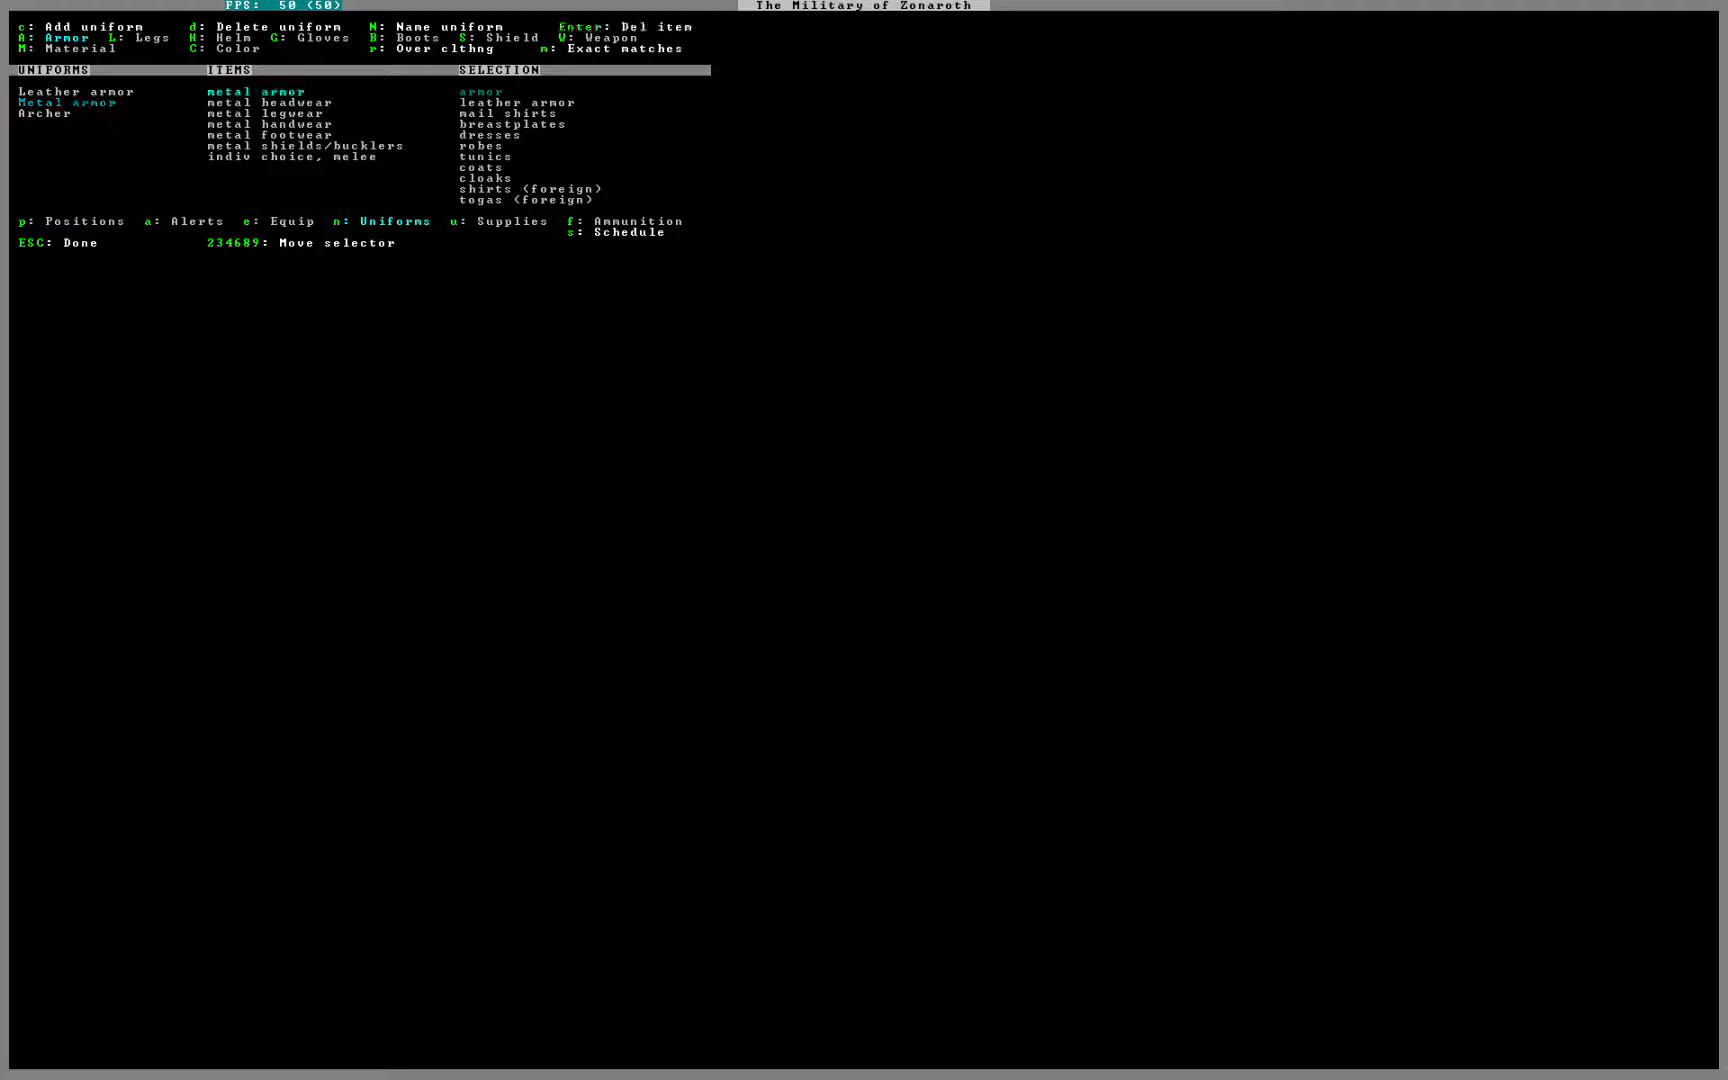 FPS: 50 (50) The Military of Zonaroth
c: Add uniform d: Delete uniform N: Name uniform Enter: Del item
A: Armor L: Legs H: Helm G: Gloves B: Boots S: Shield W: Weapon
M: Material C: Color r: Over clthng m: Exact matches
UNIFORMS ITEMS SELECTION
Leather armor metal armor armor
Metal armor metal headwear leather armor
Archer metal legwear mail shirts
metal handwear breastplates
metal footwear dresses
metal shields/bucklers robes
indiv choice, melee tunics
coats
cloaks
shirts (foreign)
togas (foreign)
p: Positions a: Alerts e: Equip n: Uniforms u: Supplies f: Ammunition
s: Schedule
ESC: Done 234689: Move selector